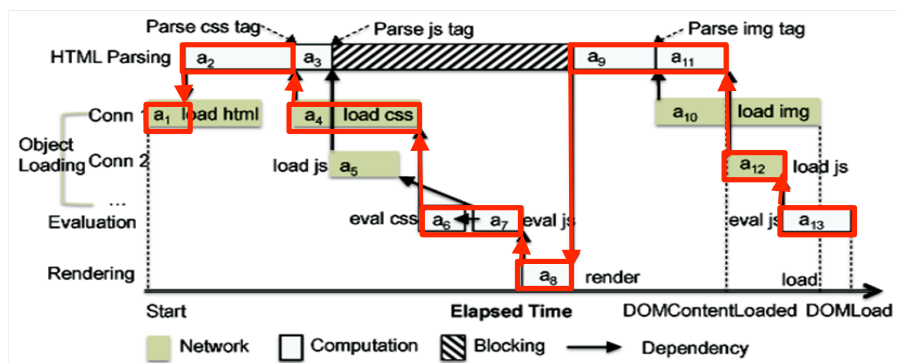 Parse css tag Parse js tag Parse img tag
HTML Parsing a2 a3 a9 a11
Conn a1 load html a4 load css a10 load img
Object
Loading
Conn 2 load js a5 a12 load js
...
Evaluation eval css a6 a7 eval js eval js a13
Rendering a8 render load
Start Elapsed Time DOMContentLoaded DOMLoad
Network Computation Blocking Dependency